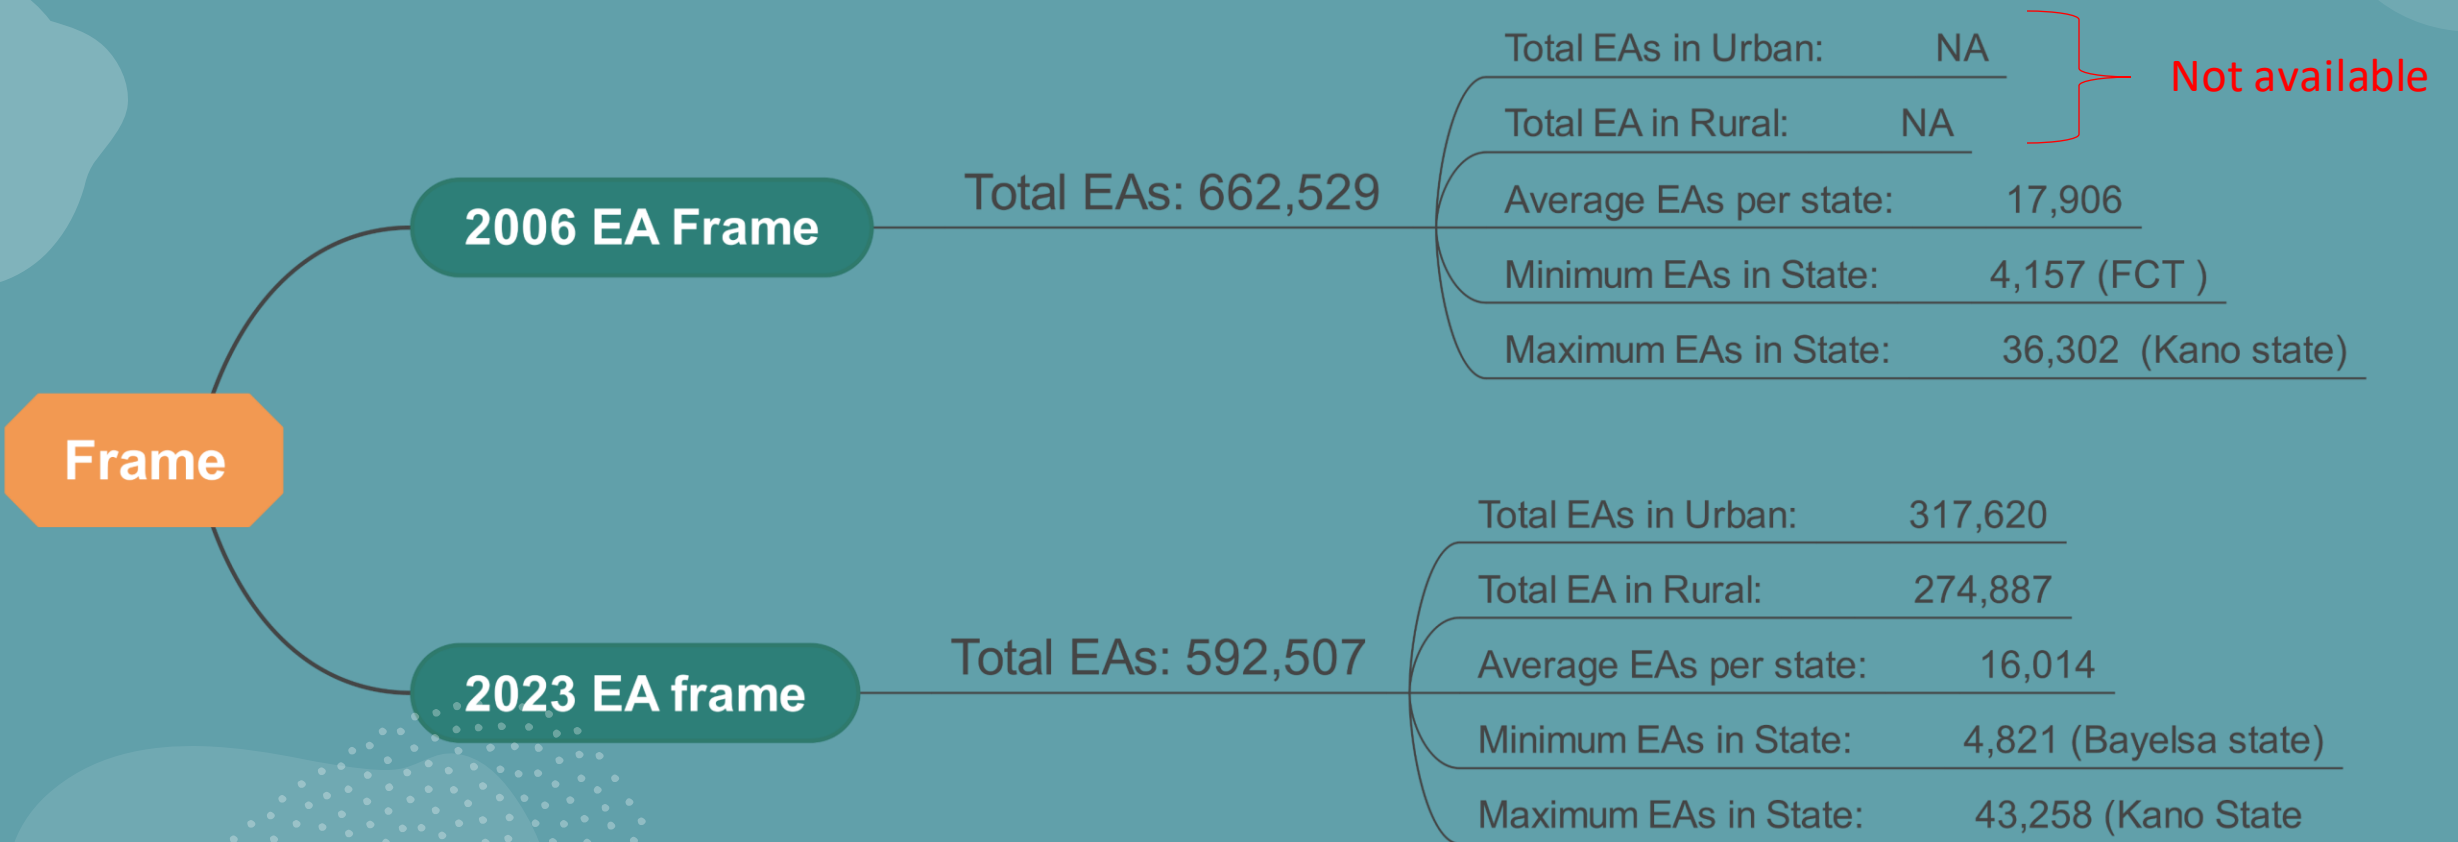 Total EAs in Urban: NA
Not available
Total EA in Rural: NA
Total EAs: 662,529
Average EAs per state: 17,906
2006 EA Frame
Minimum EAs in State: 4,157 (FCT )
Maximum EAs in State: 36,302 (Kano state)
Frame
Total EAs in Urban: 317,620
Total EA in Rural: 274,887
Total EAs: 592,507
Average EAs per state: 16,014
2023 EA frame
Minimum EAs in State: 4,821 (Bayelsa state)
Maximum EAs in State: 43,258 (Kano State